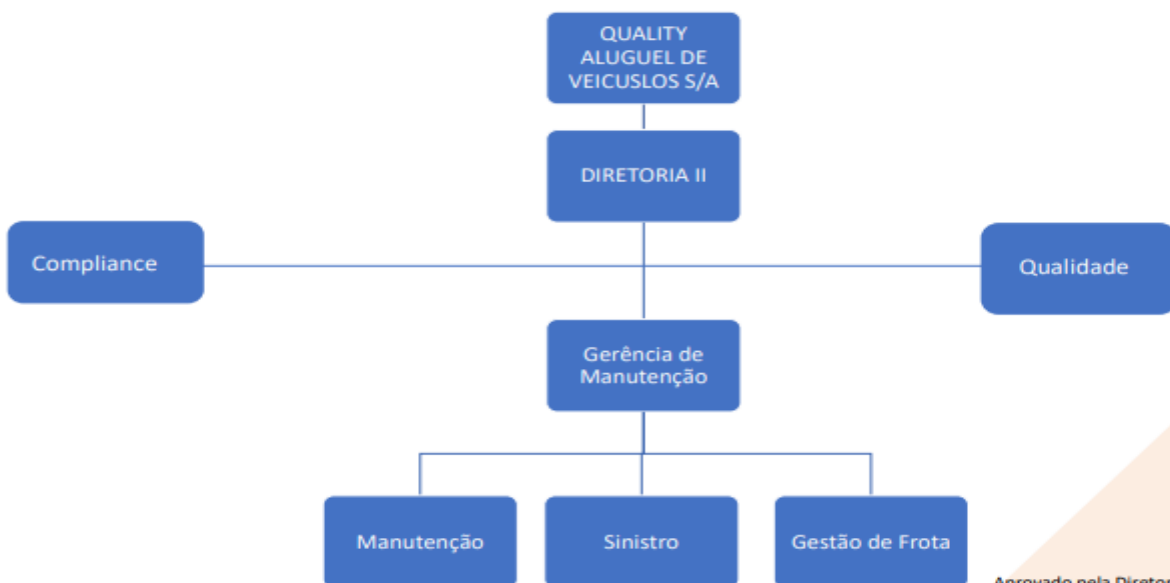 QUALITY
ALUGUEL DE
VEICUSLOS S/A
DIRETORIA II
Compliance
Qualidade
Gerência de
Manutenção
Manutenção
Sinistro
Gestão de Frota
Aprovado pela